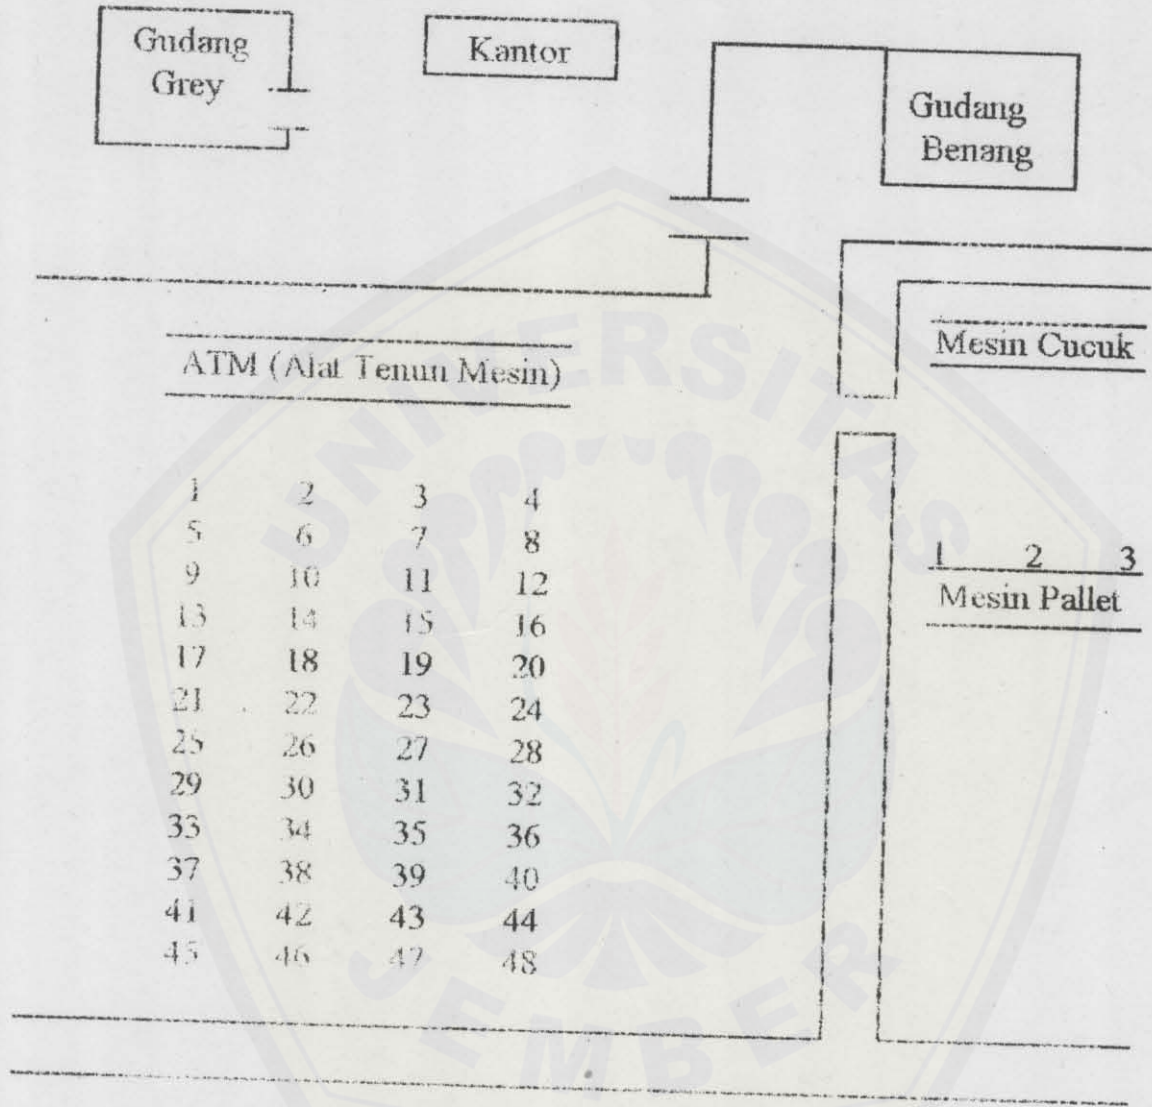 Gudang
Grey
Kantor
Gudang
Benang
ATM (Alat Tenun Mesin)
Mesin Cucuk
1 2 3 4
5 6 7 8
9 10 11 12
13 14 15 16
17 18 19 20
21 22 23 24
25 26 27 28
29 30 31 32
33 34 35 36
37 38 39 40
41 42 43 44
45 46 47 48
1 2 3
Mesin Pallet
UNIVERSITAS
JEMBER